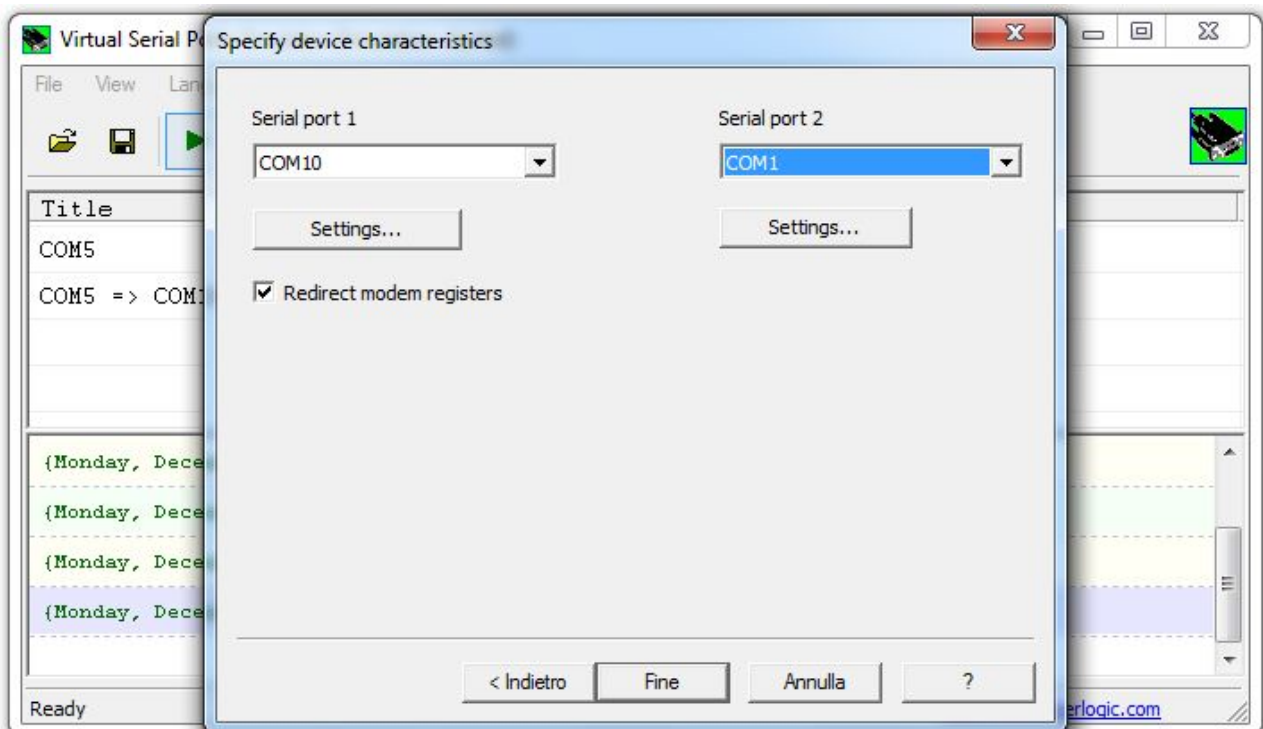 Virtual Serial Po
Specify device characteristics
File View Lan
Serial port 1
Serial port 2
COM10
COM1
Title
Settings...
Settings...
COM5
Redirect modem registers
COM5 => COM1
{Monday, Dece
{Monday, Dece
{Monday, Dece
{Monday, Dece
< Indietro
Fine
Annulla
?
Ready
erlogic.com